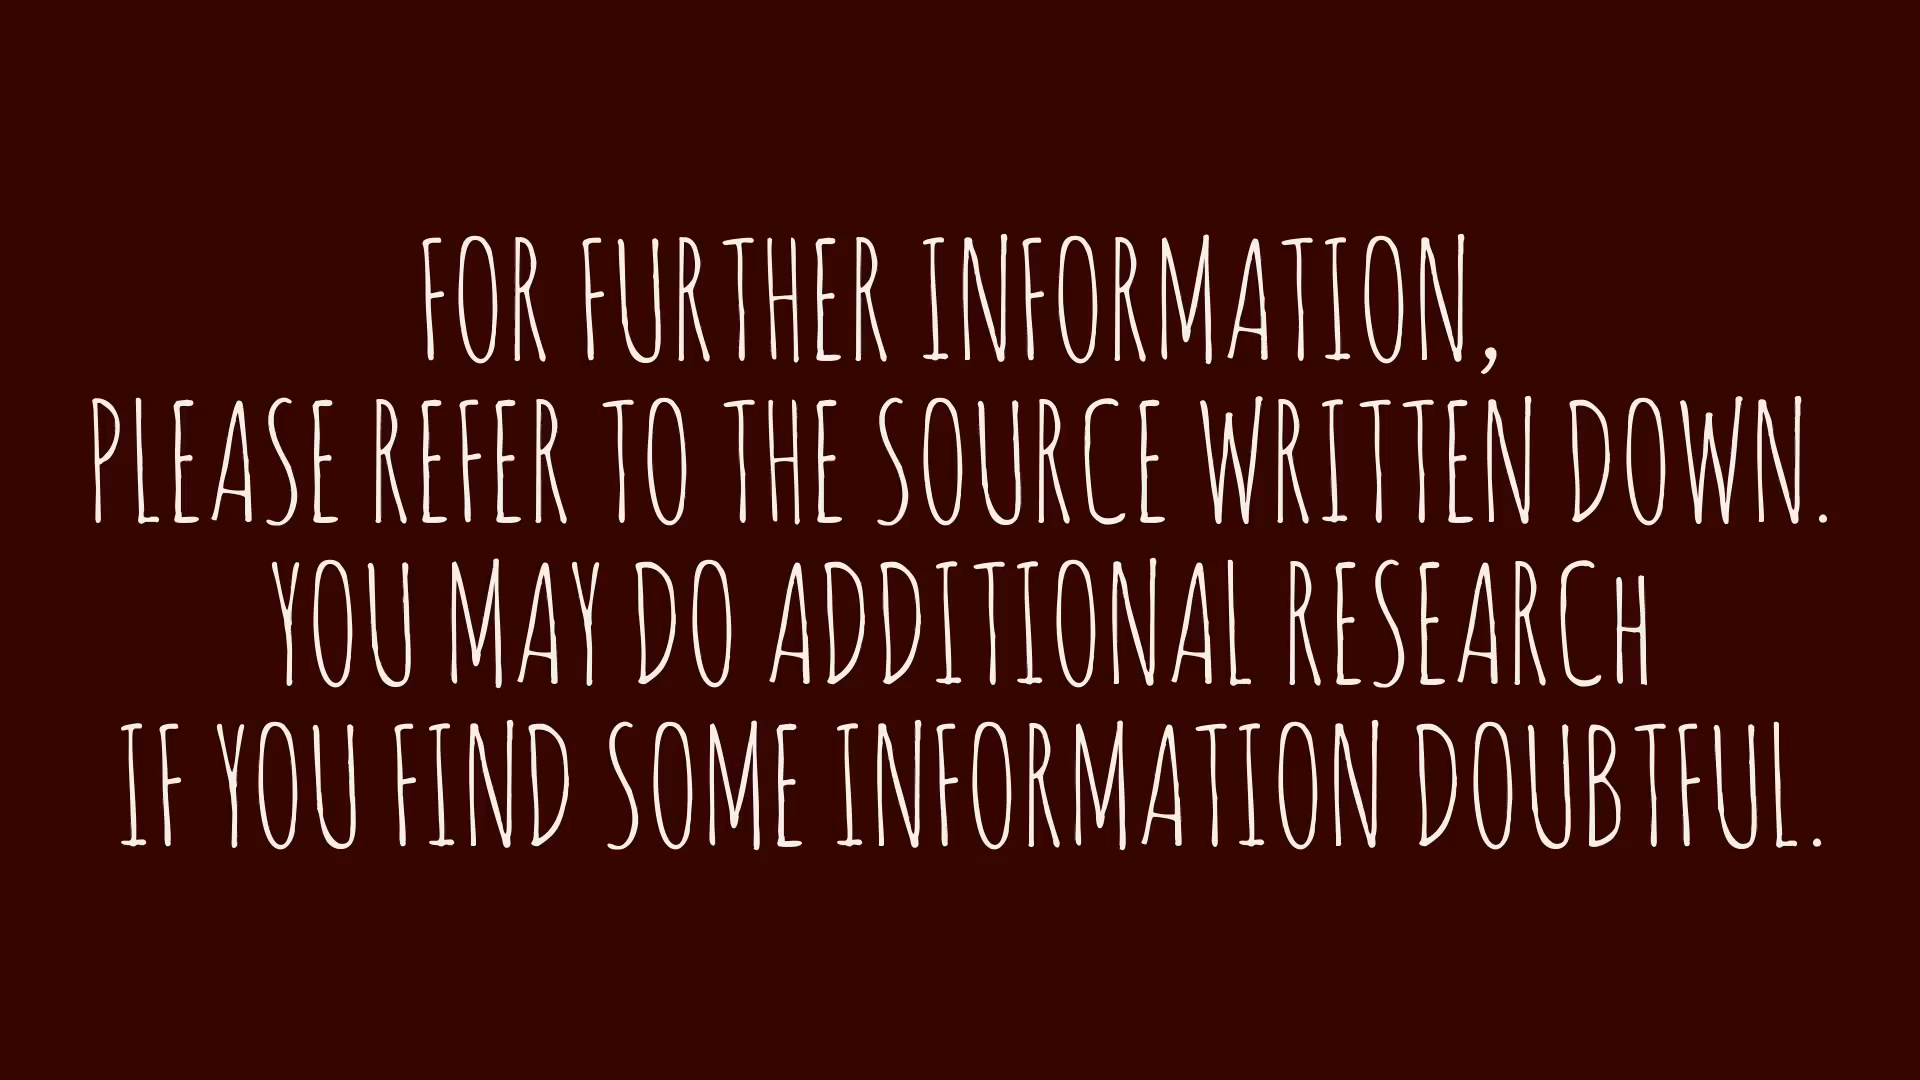 FOR FURTHER INFORMATION,
PLEASE REFER TO THE SOURCE WRITTEN DOWN.
YOU MAY DO ADDITIONAL RESEARCH
IF YOU FIND SOME INFORMATION DOUBTFUL.